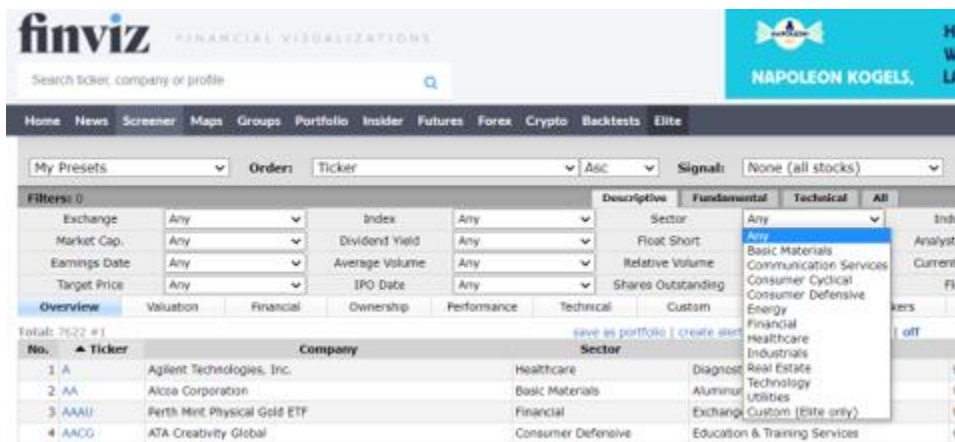 finviz FINANCIAL VISUALIZATIONS
Search ticker, company or profile
NAPOLEON KOGELS,
Home News Screener Maps Groups Portfolio Insider Futures Forex Crypto Backtests Elite
My Presets Order: Ticker Asc Signal: None (all stocks)
Filters: 0 Descriptive Fundamental Technical All
Exchange Any Index Any Sector Any
Market Cap. Any Dividend Yield Any Float Short Analyst
Earnings Date Any Average Volume Any Relative Volume Current
Target Price Any IPO Date Any Shares Outstanding
Any
Basic Materials
Communication Services
Consumer Cyclical
Consumer Defensive
Energy
Financial
Healthcare
Industrials
Real Estate
Technology
Utilities
Custom (Elite only)
Overview Valuation Financial Ownership Performance Technical Custom
Total: 7622 #1 save as portfolio | create alert off
No. Ticker Company Sector
1 A Agilent Technologies, Inc. Healthcare
2 AA Alcoa Corporation Basic Materials
3 AAAU Perth Mint Physical Gold ETF Financial
4 AACG ATA Creativity Global Consumer Defensive Education & Training Services